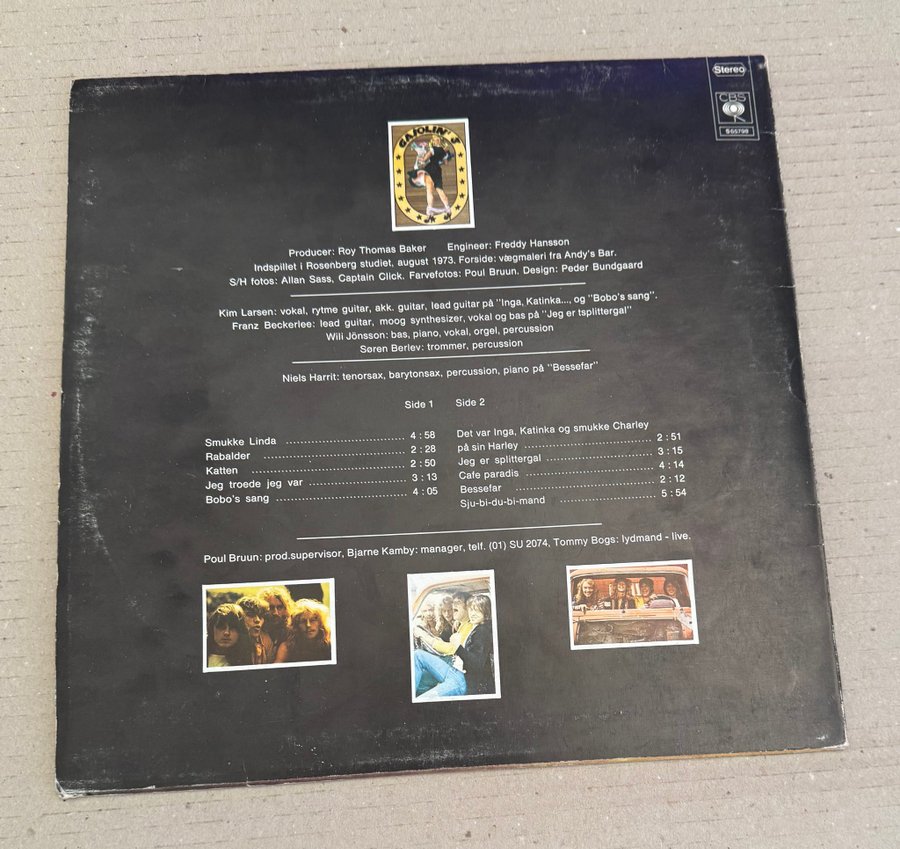 Stereo
CBS
S 65798
GASOLIN' 3
Producer: Roy Thomas Baker Engineer: Freddy Hansson
Indspillet i Rosenberg studiet, august 1973. Forside: vægmaleri fra Andy's Bar.
S/H fotos: Allan Sass, Captain Click. Farvefotos: Poul Bruun. Design: Peder Bundgaard
Kim Larsen: vokal, rytme guitar, akk. guitar, lead guitar på "Inga, Katinka..., og "Bobo's sang".
Franz Beckerlee: lead guitar, moog synthesizer, vokal og bas på "Jeg er tsplittergal"
Wili Jönsson: bas, piano, vokal, orgel, percussion
Søren Berlev: trommer, percussion
Niels Harrit: tenorsax, barytonsax, percussion, piano på "Bessefar"
Side 1
Smukke Linda 4:58
Rabalder 2:28
Katten 2:50
Jeg troede jeg var 3:13
Bobo's sang 4:05
Side 2
Det var Inga, Katinka og smukke Charley
på sin Harley 2:51
Jeg er splittergal 3:15
Cafe paradis 4:14
Bessefar 2:12
Sju-bi-du-bi-mand 5:54
Poul Bruun: prod.supervisor, Bjarne Kamby: manager, telf. (01) SU 2074, Tommy Bogs: lydmand - live.